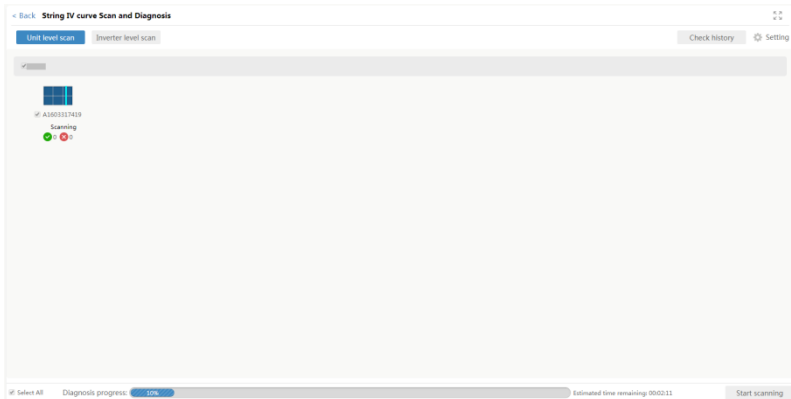 < Back String IV curve Scan and Diagnosis
Unit level scan Inverter level scan Check history Setting
A1603317419
Scanning
0 0
Select All Diagnosis progress: 10% Estimated time remaining: 00:02:11 Start scanning